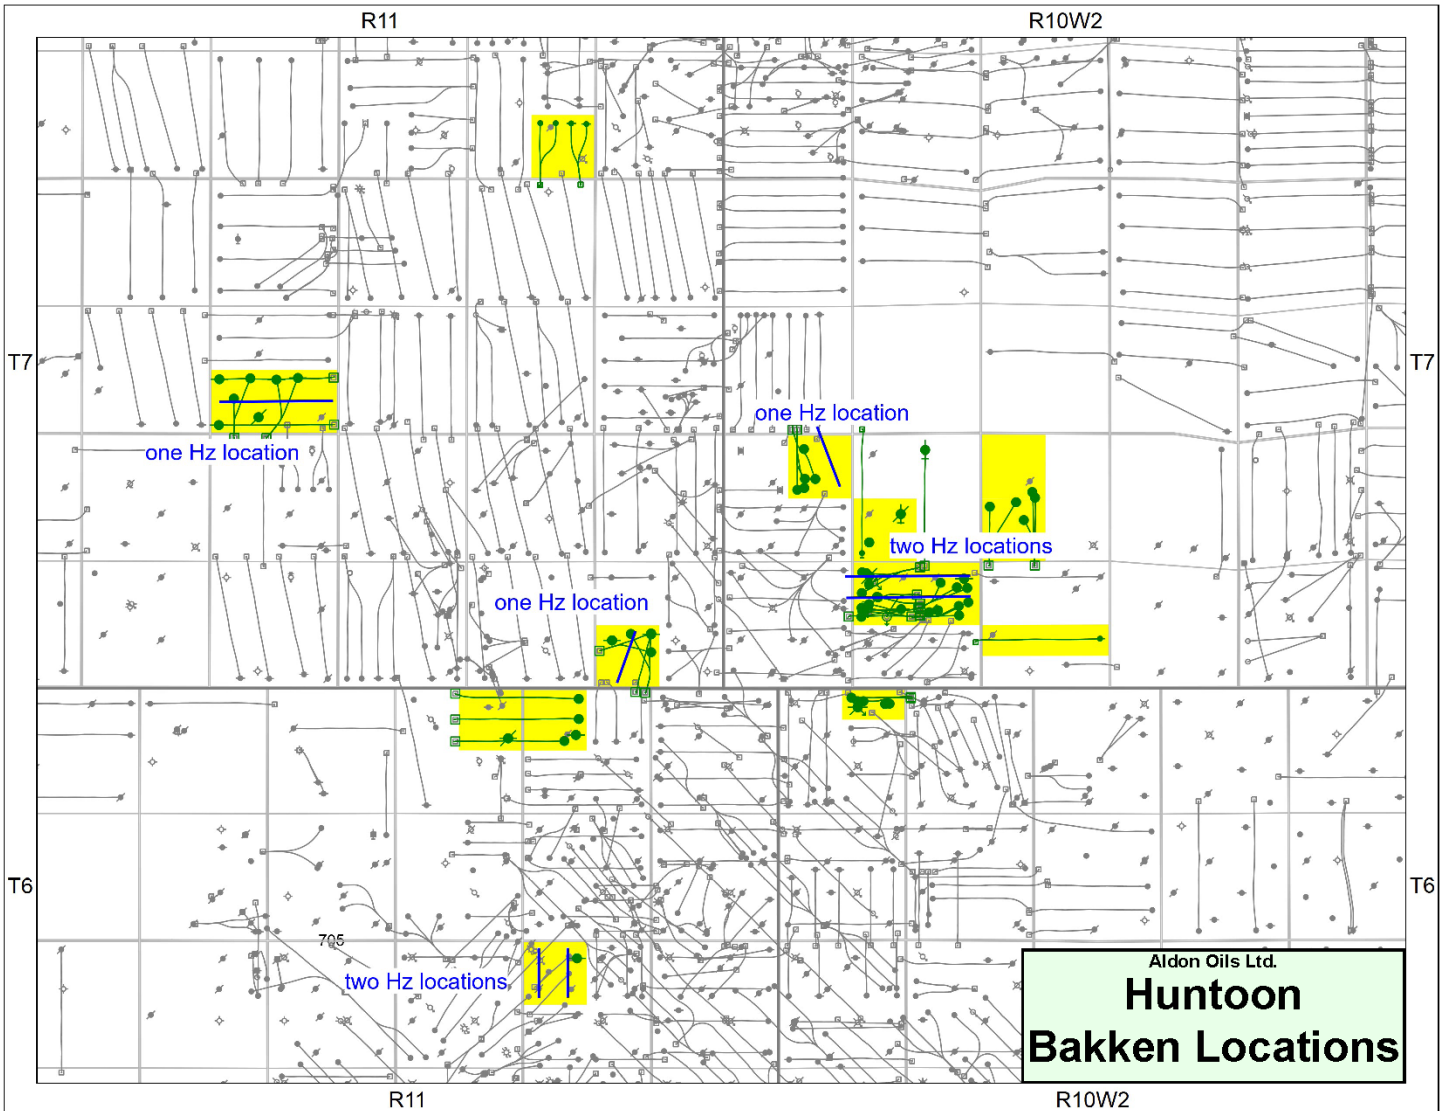 R11
R10W2
T7
T7
one Hz location
one Hz location
two Hz locations
one Hz location
T6
T6
705
two Hz locations
Aldon Oils Ltd.
Huntoon
Bakken Locations
R11
R10W2